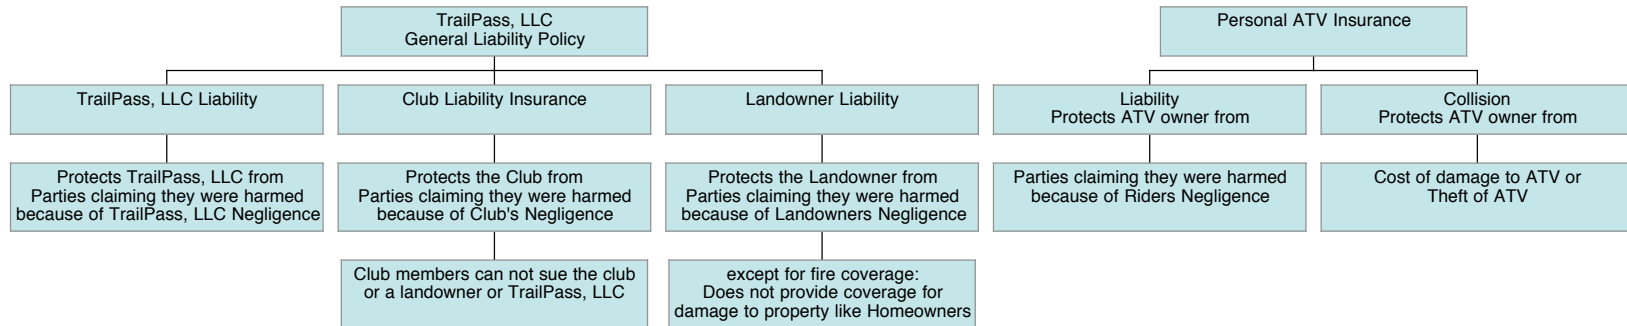 TrailPass, LLC
General Liability Policy
Personal ATV Insurance
TrailPass, LLC Liability
Club Liability Insurance
Landowner Liability
Liability
Protects ATV owner from
Collision
Protects ATV owner from
Protects TrailPass, LLC from
Parties claiming they were harmed
because of TrailPass, LLC Negligence
Protects the Club from
Parties claiming they were harmed
because of Club's Negligence
Protects the Landowner from
Parties claiming they were harmed
because of Landowners Negligence
Parties claiming they were harmed
because of Riders Negligence
Cost of damage to ATV or
Theft of ATV
Club members can not sue the club
or a landowner or TrailPass, LLC
except for fire coverage:
Does not provide coverage for
damage to property like Homeowners